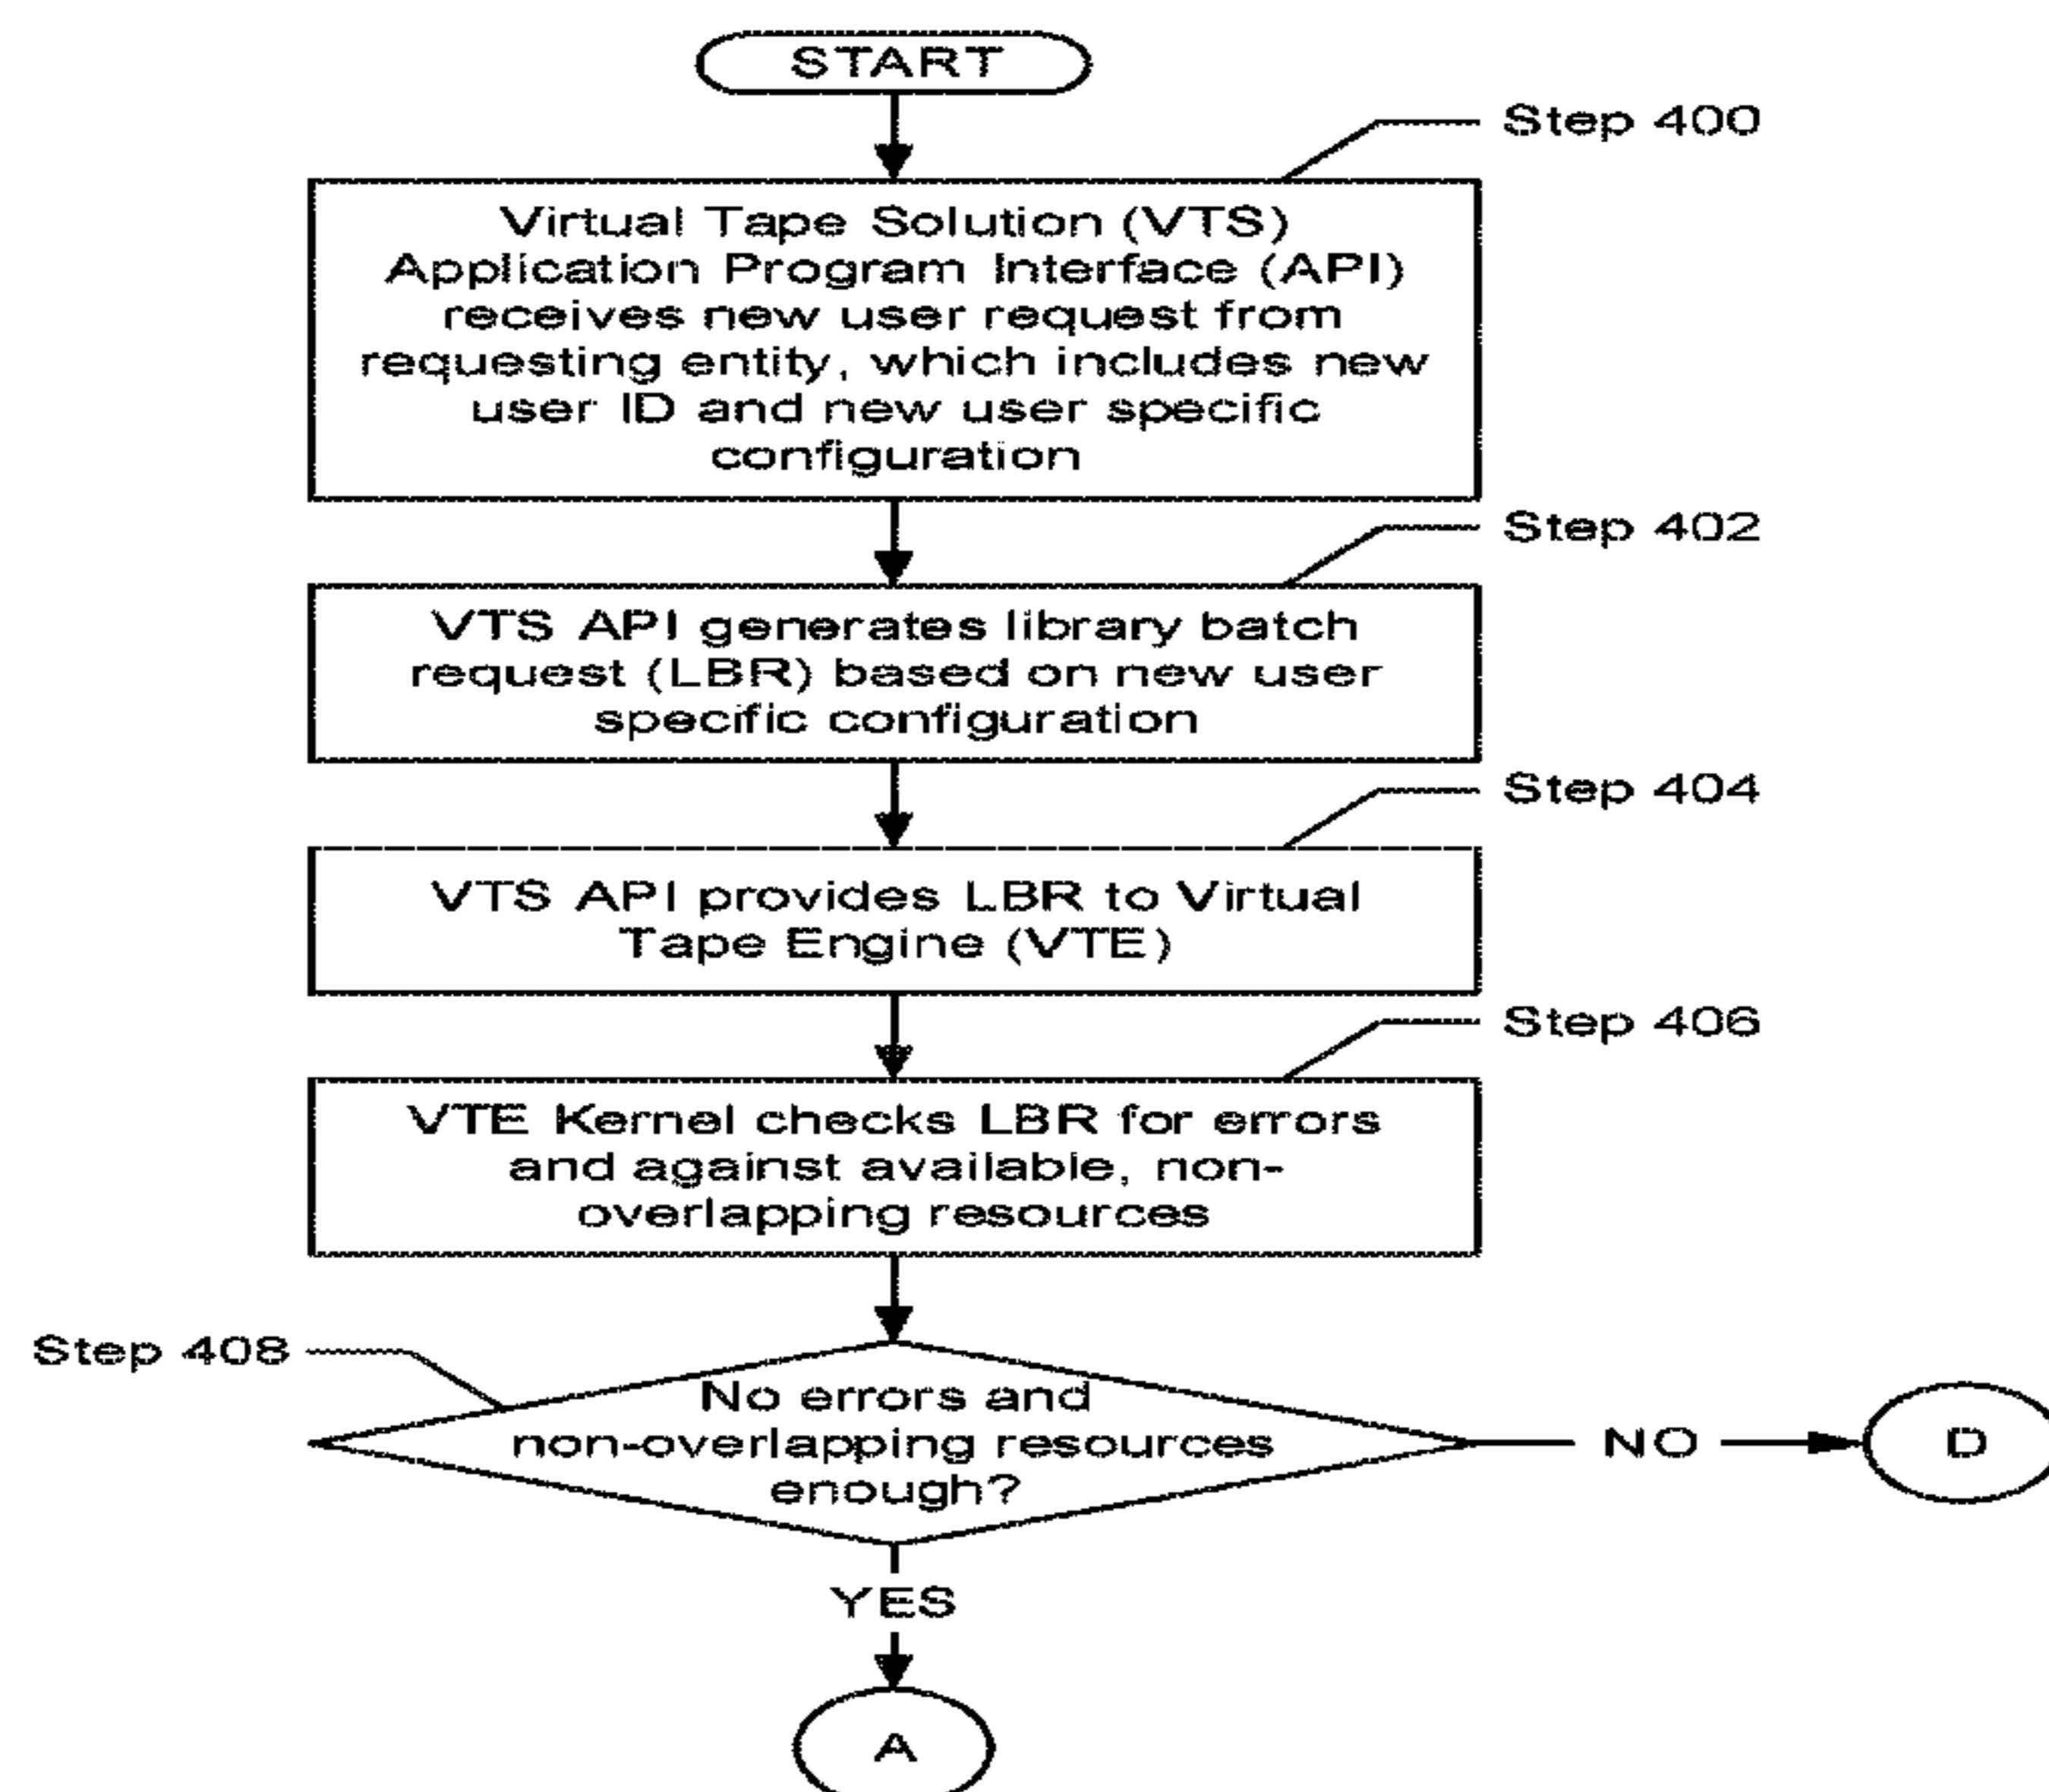 START
Step 400
Virtual Tape Solution (VTS)
Application Program Interface (API)
receives new user request from
requesting entity, which includes new
user ID and new user specific
configuration
Step 402
VTS API generates library batch
request (LBR) based on new user
specific configuration
Step 404
VTS API provides LBR to Virtual
Tape Engine (VTE)
Step 406
VTE Kernel checks LBR for errors
and against available, non-
overlapping resources
Step 408
No errors and
non-overlapping resources
enough?
NO
D
YES
A